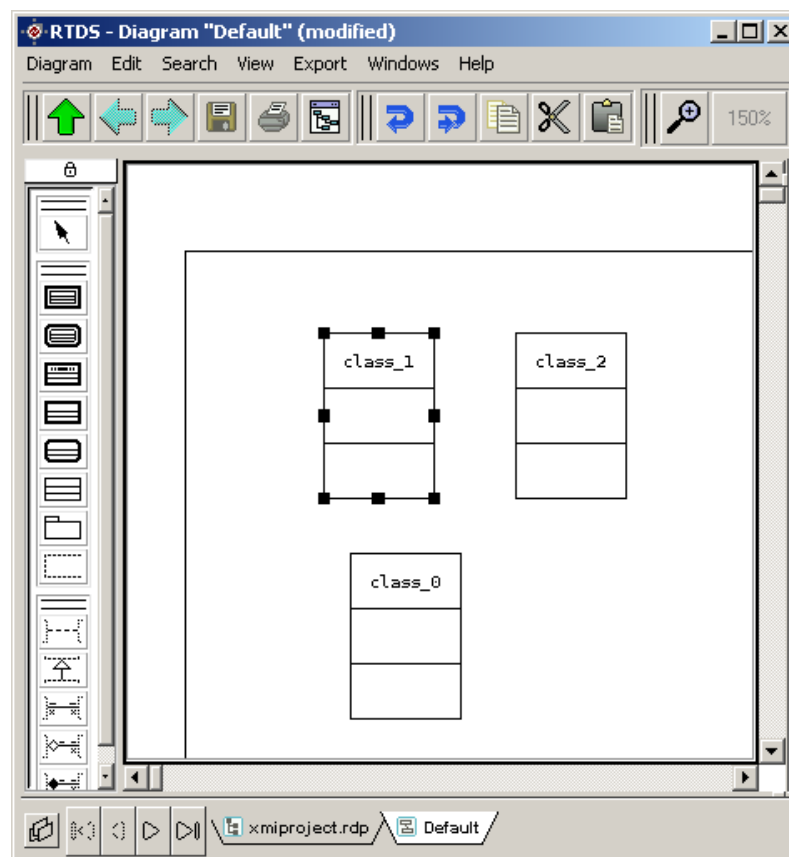 RTDS - Diagram "Default" (modified)
Diagram Edit Search View Export Windows Help
150%
class_1
class_2
class_0
xmiproject.rdp
Default